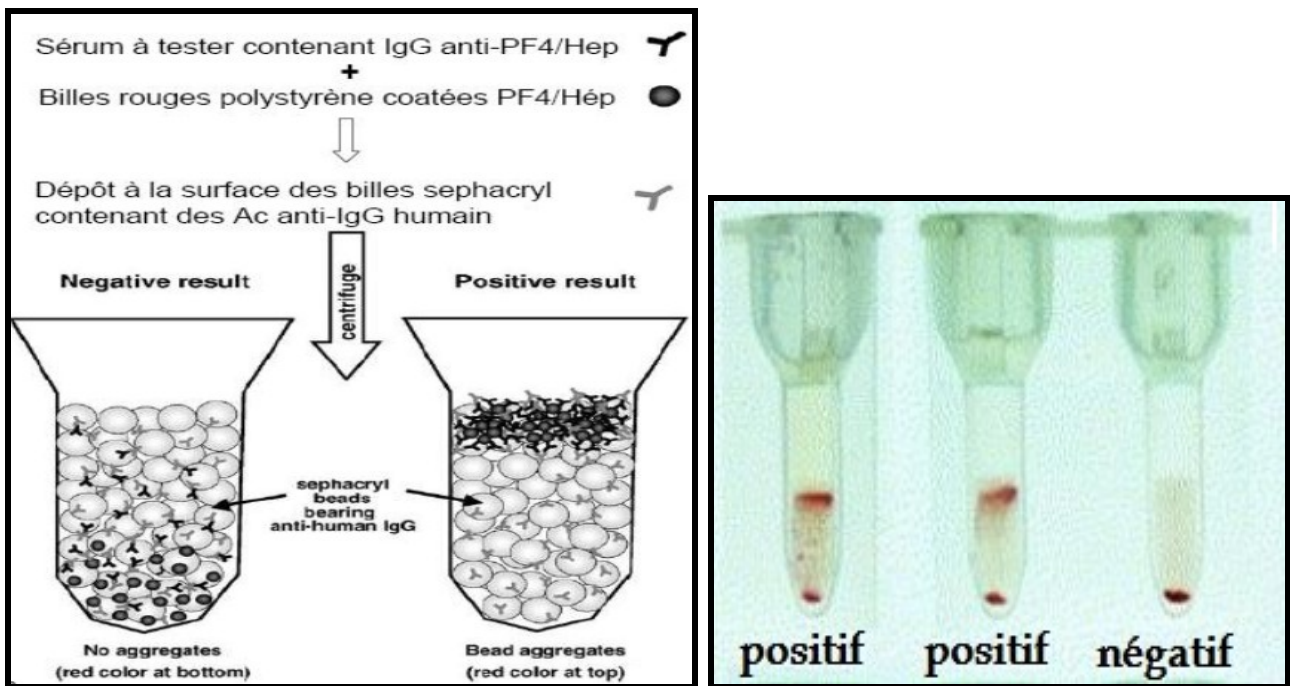 Sérum à tester contenant IgG anti-PF4/Hep
+
Billes rouges polystyrène coatées PF4/Hép
Dépôt à la surface des billes sephacryl
contenant des Ac anti-IgG humain
Negative result
centrifuge
Positive result
sephacryl
beads
bearing
anti-human IgG
No aggregates
(red color at bottom)
Bead aggregates
(red color at top)
positif
positif
négatif